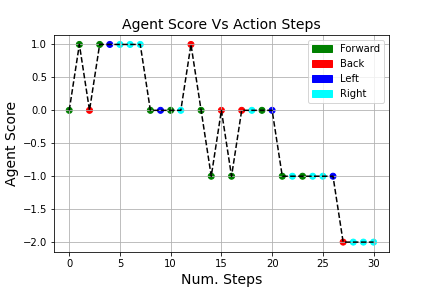 Agent Score Vs Action Steps
Agent Score
1.0
0.5
0.0
−0.5
−1.0
−1.5
−2.0
Forward
Back
Left
Right
0 5 10 15 20 25 30
Num. Steps